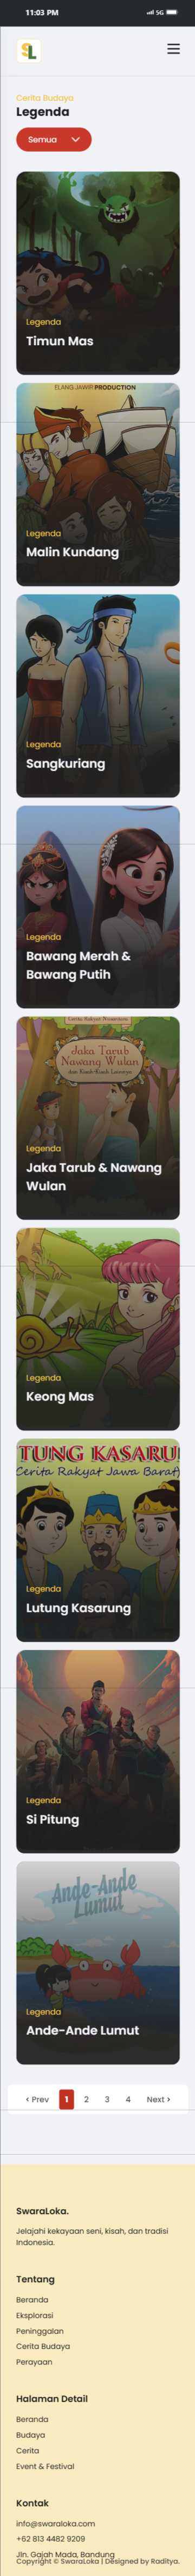 11:03 PM
5G
SL
Cerita Budaya
Legenda
Semua
Legenda
Timun Mas
ELANG JAWIR PRODUCTION
Legenda
Malin Kundang
Legenda
Sangkuriang
Legenda
Bawang Merah &
Bawang Putih
Cerita Rakyat Nusantara
Jaka Tarub
Nawang Wulan
dan Kisah-Kisah Lainnya
Legenda
Jaka Tarub & Nawang
Wulan
Legenda
Keong Mas
TUNG KASARU
Cerita Rakyat Jawa Barat)
Legenda
Lutung Kasarung
Legenda
Si Pitung
Ande-Ande
Lumut
Legenda
Ande-Ande Lumut
‹ Prev 1 2 3 4 Next ›
SwaraLoka.
Jelajahi kekayaan seni, kisah, dan tradisi
Indonesia.
Tentang
Beranda
Eksplorasi
Peninggalan
Cerita Budaya
Perayaan
Halaman Detail
Beranda
Budaya
Cerita
Event & Festival
Kontak
info@swaraloka.com
+62 813 4482 9209
Jln. Gajah Mada, Bandung
Copyright © SwaraLoka | Designed by Raditya.